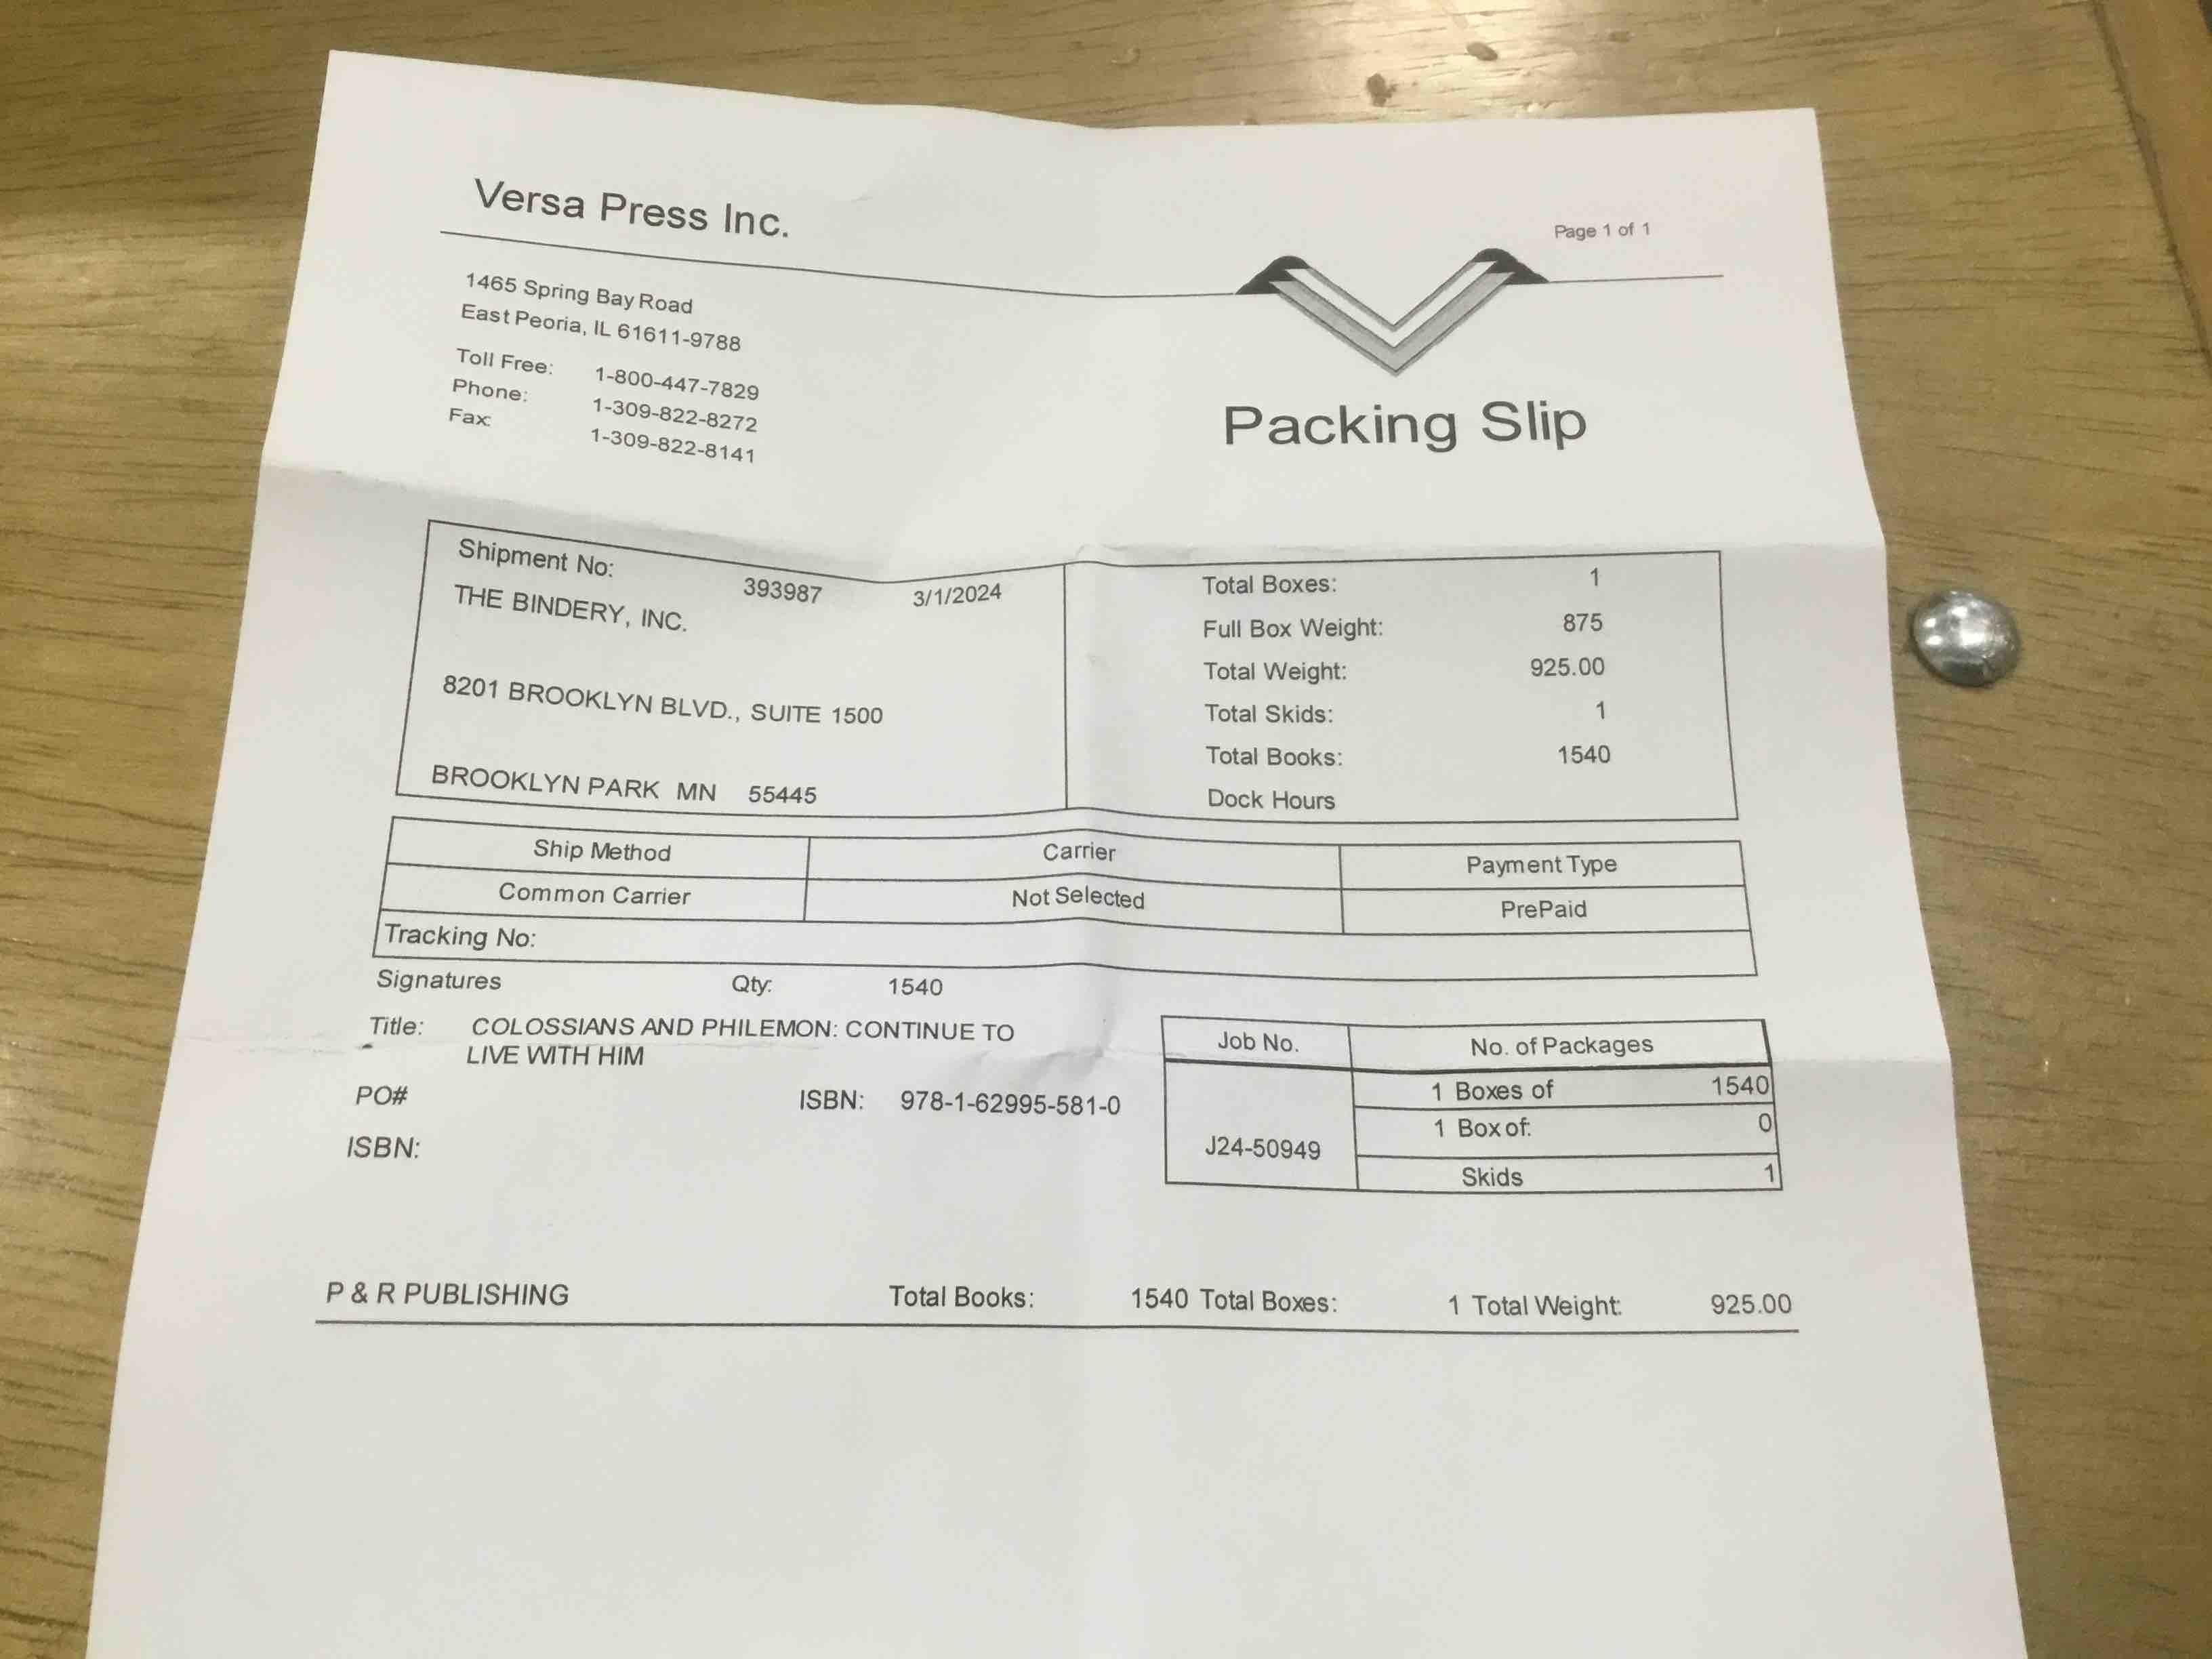 Versa Press Inc.
Page 1 of 1
1465 Spring Bay Road
East Peoria, IL 61611-9788
Toll Free: 1-800-447-7829
Phone: 1-309-822-8272
Fax: 1-309-822-8141
Packing Slip
Shipment No: 393987 3/1/2024
THE BINDERY, INC.
8201 BROOKLYN BLVD., SUITE 1500
BROOKLYN PARK MN 55445
Total Boxes: 1
Full Box Weight: 875
Total Weight: 925.00
Total Skids: 1
Total Books: 1540
Dock Hours
Ship Method Carrier Payment Type
Common Carrier Not Selected PrePaid
Tracking No:
Signatures Qty: 1540
Title: COLOSSIANS AND PHILEMON: CONTINUE TO
LIVE WITH HIM
PO# ISBN: 978-1-62995-581-0
ISBN:
Job No. No. of Packages
1 Boxes of 1540
1 Box of: 0
J24-50949
Skids 1
P & R PUBLISHING Total Books: 1540 Total Boxes: 1 Total Weight: 925.00